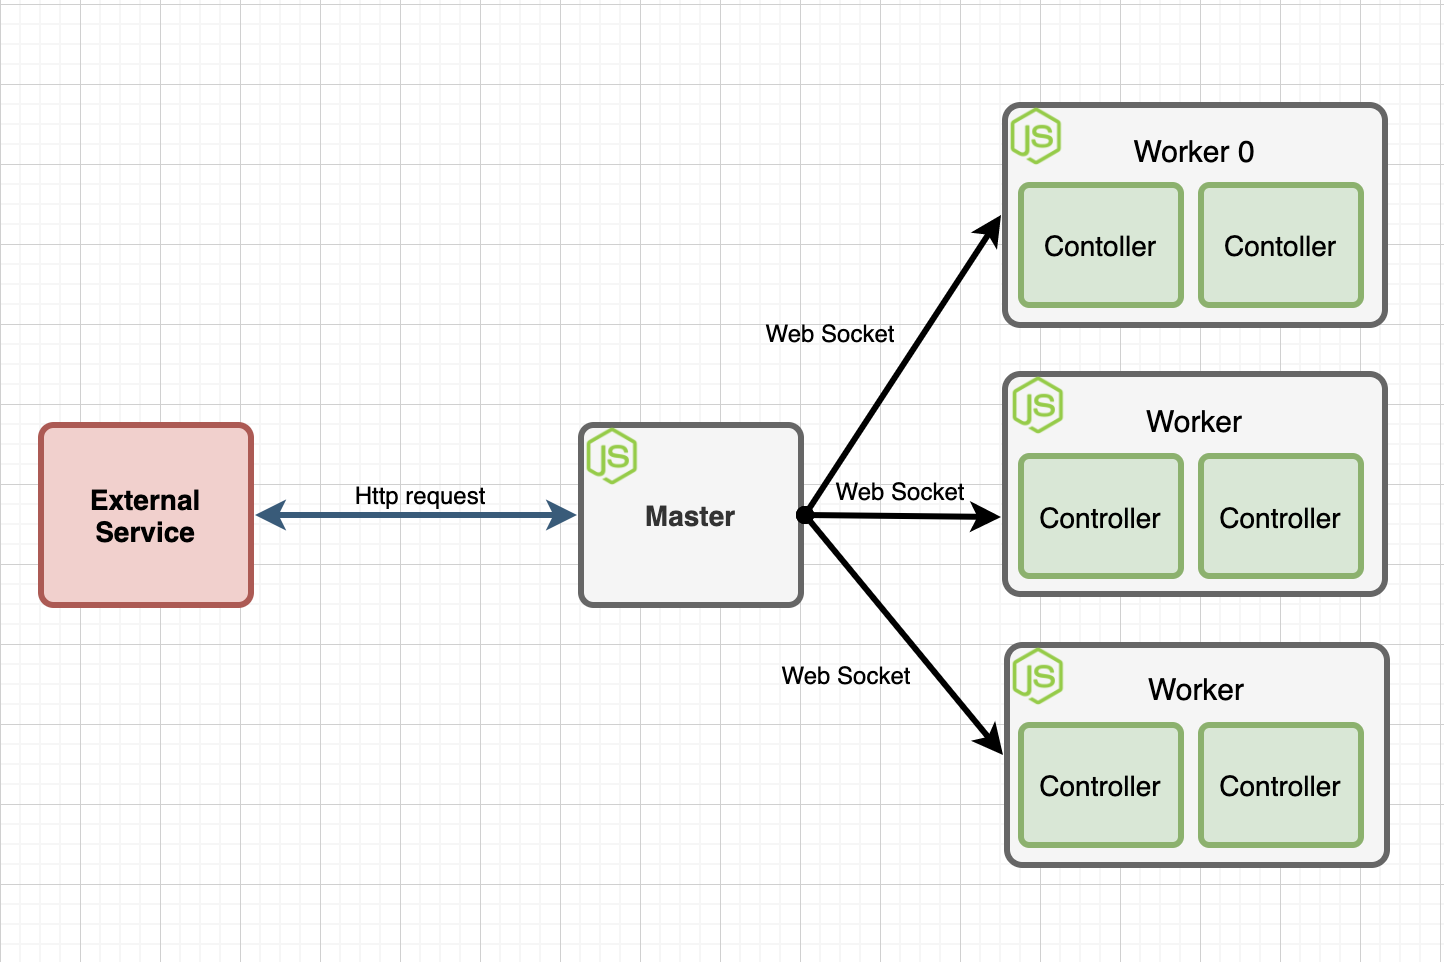 JS
Worker 0
Contoller
Contoller
Web Socket
JS
Worker
Controller
Controller
Web Socket
External
Service
Http request
JS
Master
Web Socket
JS
Worker
Controller
Controller